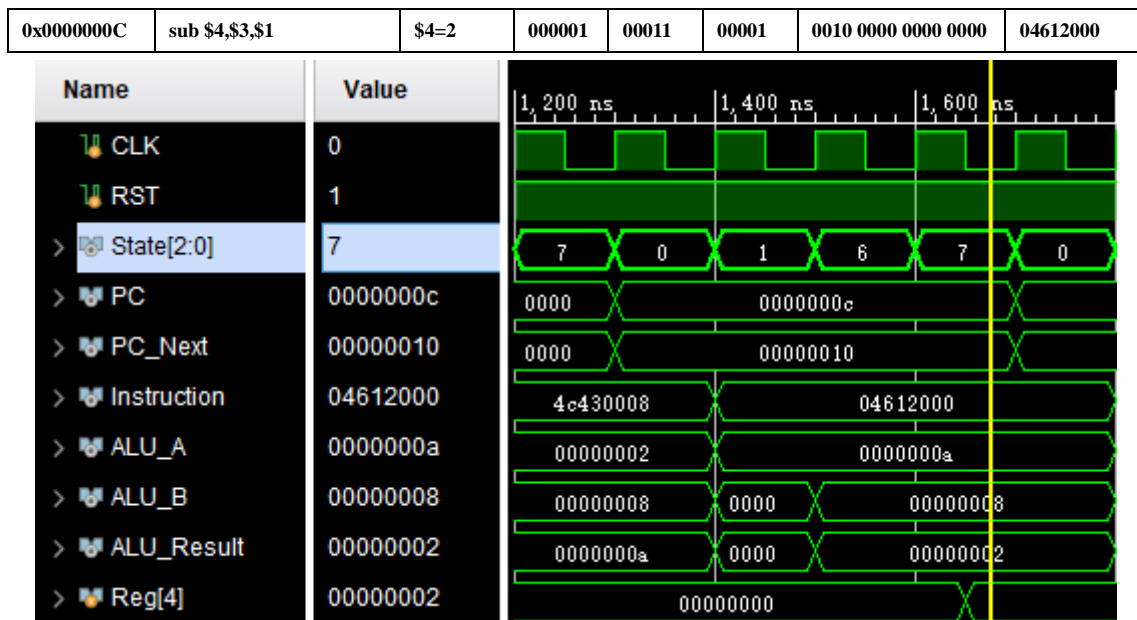 0x0000000C sub $4,$3,$1 $4=2 000001 00011 00001 0010 0000 0000 0000 04612000
Name Value 1,200 ns 1,400 ns 1,600 ns
CLK 0
RST 1
> State[2:0] 7 7 0 1 6 7 0
> PC 0000000c 0000 0000000c
> PC_Next 00000010 0000 00000010
> Instruction 04612000 4c430008 04612000
> ALU_A 0000000a 00000002 0000000a
> ALU_B 00000008 00000008 0000 00000008
> ALU_Result 00000002 0000000a 0000 00000002
> Reg[4] 00000002 00000000